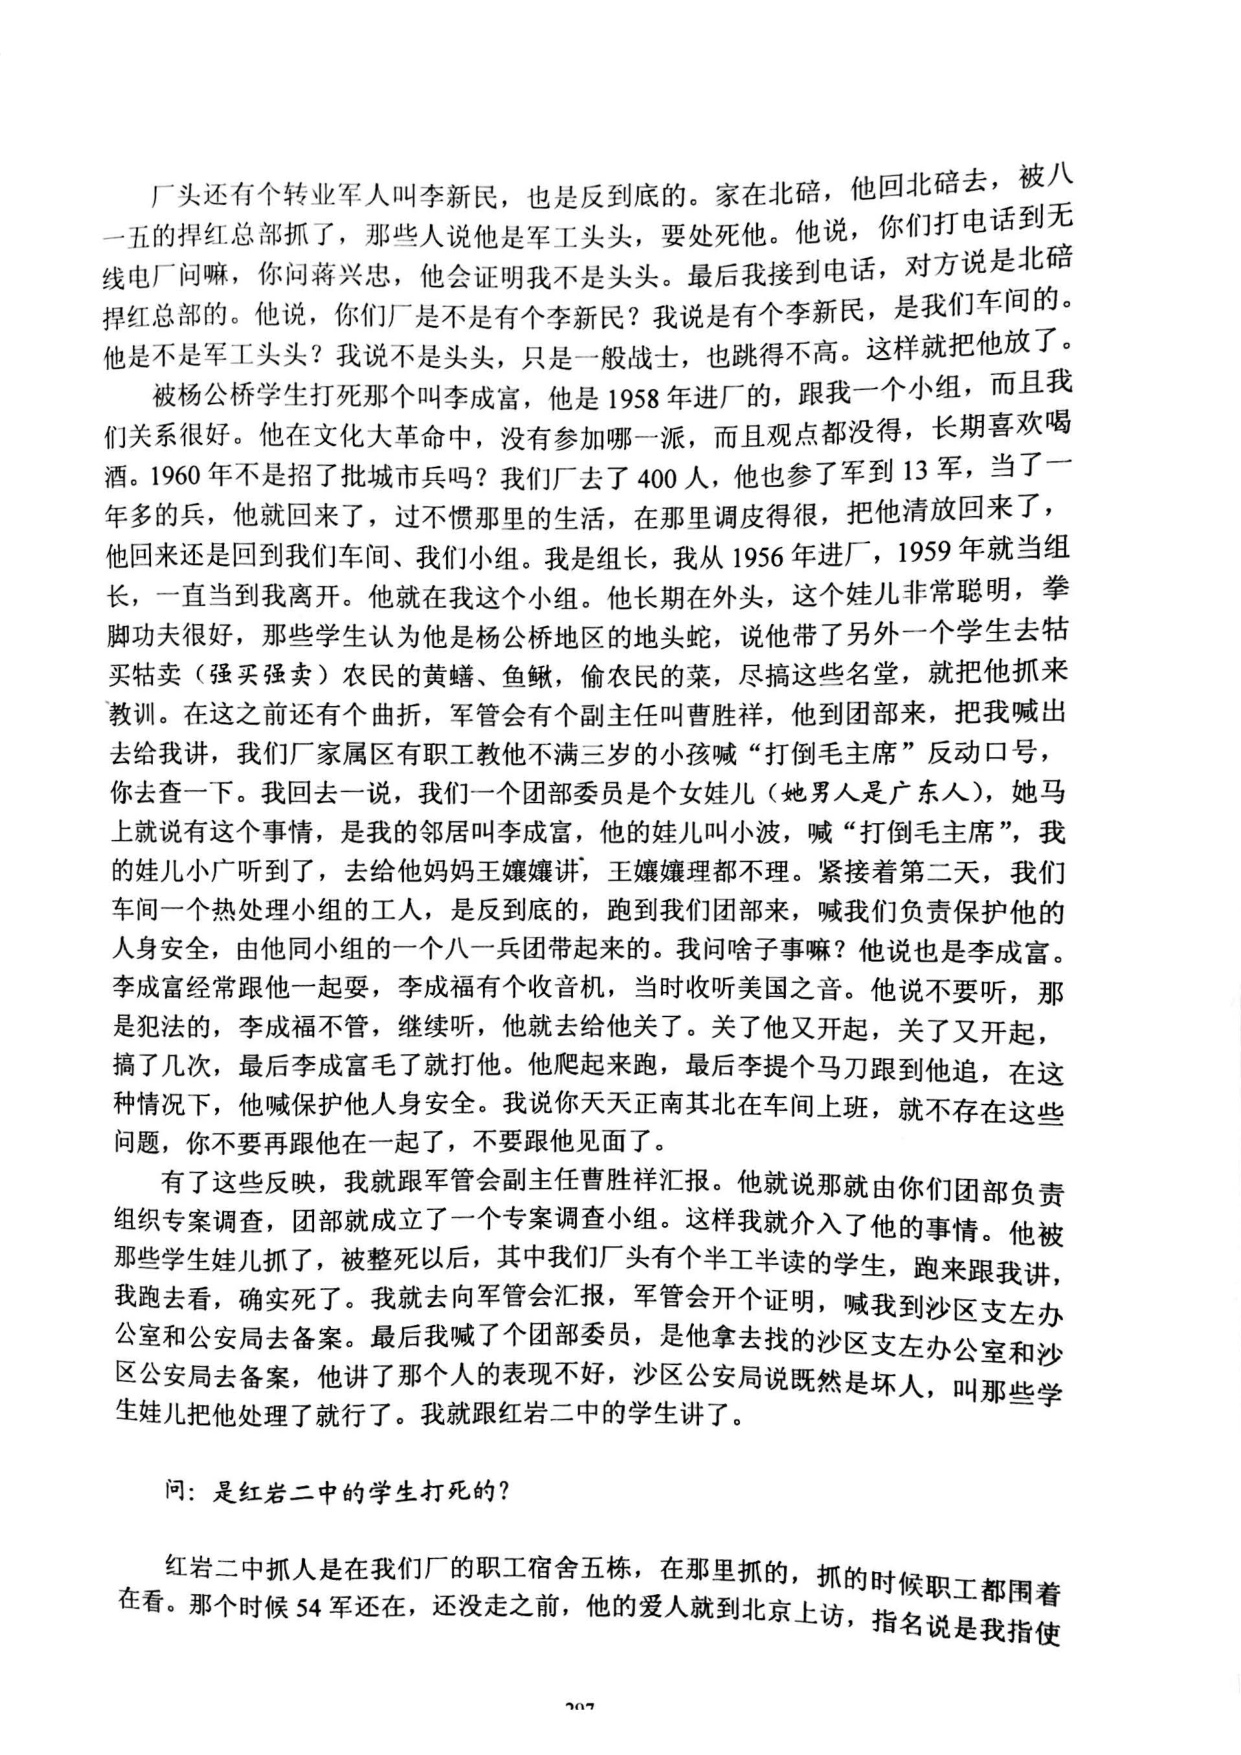 厂头还有个转业军人叫李新民，也是反到底的。家在北碚，他回北碚去，被八
一五的捍红总部抓了，那些人说他是军工头头，要处死他。他说，你们打电话到无
线电厂问嘛，你问蒋兴忠，他会证明我不是头头。最后我接到电话，对方说是北碚
捍红总部的。他说，你们厂是不是有个李新民？我说是有个李新民，是我们车间的。
他是不是军工头头？我说不是头头，只是一般战士，也跳得不高。这样就把他放了。
被杨公桥学生打死那个叫李成富，他是 1958 年进厂的，跟我一个小组，而且我
们关系很好。他在文化大革命中，没有参加哪一派，而且观点都没得，长期喜欢喝
酒。1960 年不是招了批城市兵吗？我们厂去了 400 人，他也参了军到 13 军，当了一
年多的兵，他就回来了，过不惯那里的生活，在那里调皮得很，把他清放回来了，
他回来还是回到我们车间、我们小组。我是组长，我从 1956 年进厂，1959 年就当组
长，一直当到我离开。他就在我这个小组。他长期在外头，这个娃儿非常聪明，拳
脚功夫很好，那些学生认为他是杨公桥地区的地头蛇，说他带了另外一个学生去牯
买牯卖（强买强卖）农民的黄鳝、鱼鳅，偷农民的菜，尽搞这些名堂，就把他抓来
教训。在这之前还有个曲折，军管会有个副主任叫曹胜祥，他到团部来，把我喊出
去给我讲，我们厂家属区有职工教他不满三岁的小孩喊“打倒毛主席”反动口号，
你去查一下。我回去一说，我们一个团部委员是个女娃儿（她男人是广东人），她马
上就说有这个事情，是我的邻居叫李成富，他的娃儿叫小波，喊“打倒毛主席”，我
的娃儿小广听到了，去给他妈妈王孃孃讲，王孃孃理都不理。紧接着第二天，我们
车间一个热处理小组的工人，是反到底的，跑到我们团部来，喊我们负责保护他的
人身安全，由他同小组的一个八一兵团带起来的。我问啥子事嘛？他说也是李成富。
李成富经常跟他一起耍，李成福有个收音机，当时收听美国之音。他说不要听，那
是犯法的，李成福不管，继续听，他就去给他关了。关了他又开起，关了又开起，
搞了几次，最后李成富毛了就打他。他爬起来跑，最后李提个马刀跟到他追，在这
种情况下，他喊保护他人身安全。我说你天天正南其北在车间上班，就不存在这些
问题，你不要再跟他在一起了，不要跟他见面了。
有了这些反映，我就跟军管会副主任曹胜祥汇报。他就说那就由你们团部负责
组织专案调查，团部就成立了一个专案调查小组。这样我就介入了他的事情。他被
那些学生娃儿抓了，被整死以后，其中我们厂头有个半工半读的学生，跑来跟我讲，
我跑去看，确实死了。我就去向军管会汇报，军管会开个证明，喊我到沙区支左办
公室和公安局去备案。最后我喊了个团部委员，是他拿去找的沙区支左办公室和沙
区公安局去备案，他讲了那个人的表现不好，沙区公安局说既然是坏人，叫那些学
生娃儿把他处理了就行了。我就跟红岩二中的学生讲了。
问：是红岩二中的学生打死的？
红岩二中抓人是在我们厂的职工宿舍五栋，在那里抓的，抓的时候职工都围着
在看。那个时候 54 军还在，还没走之前，他的爱人就到北京上访，指名说是我指使
297